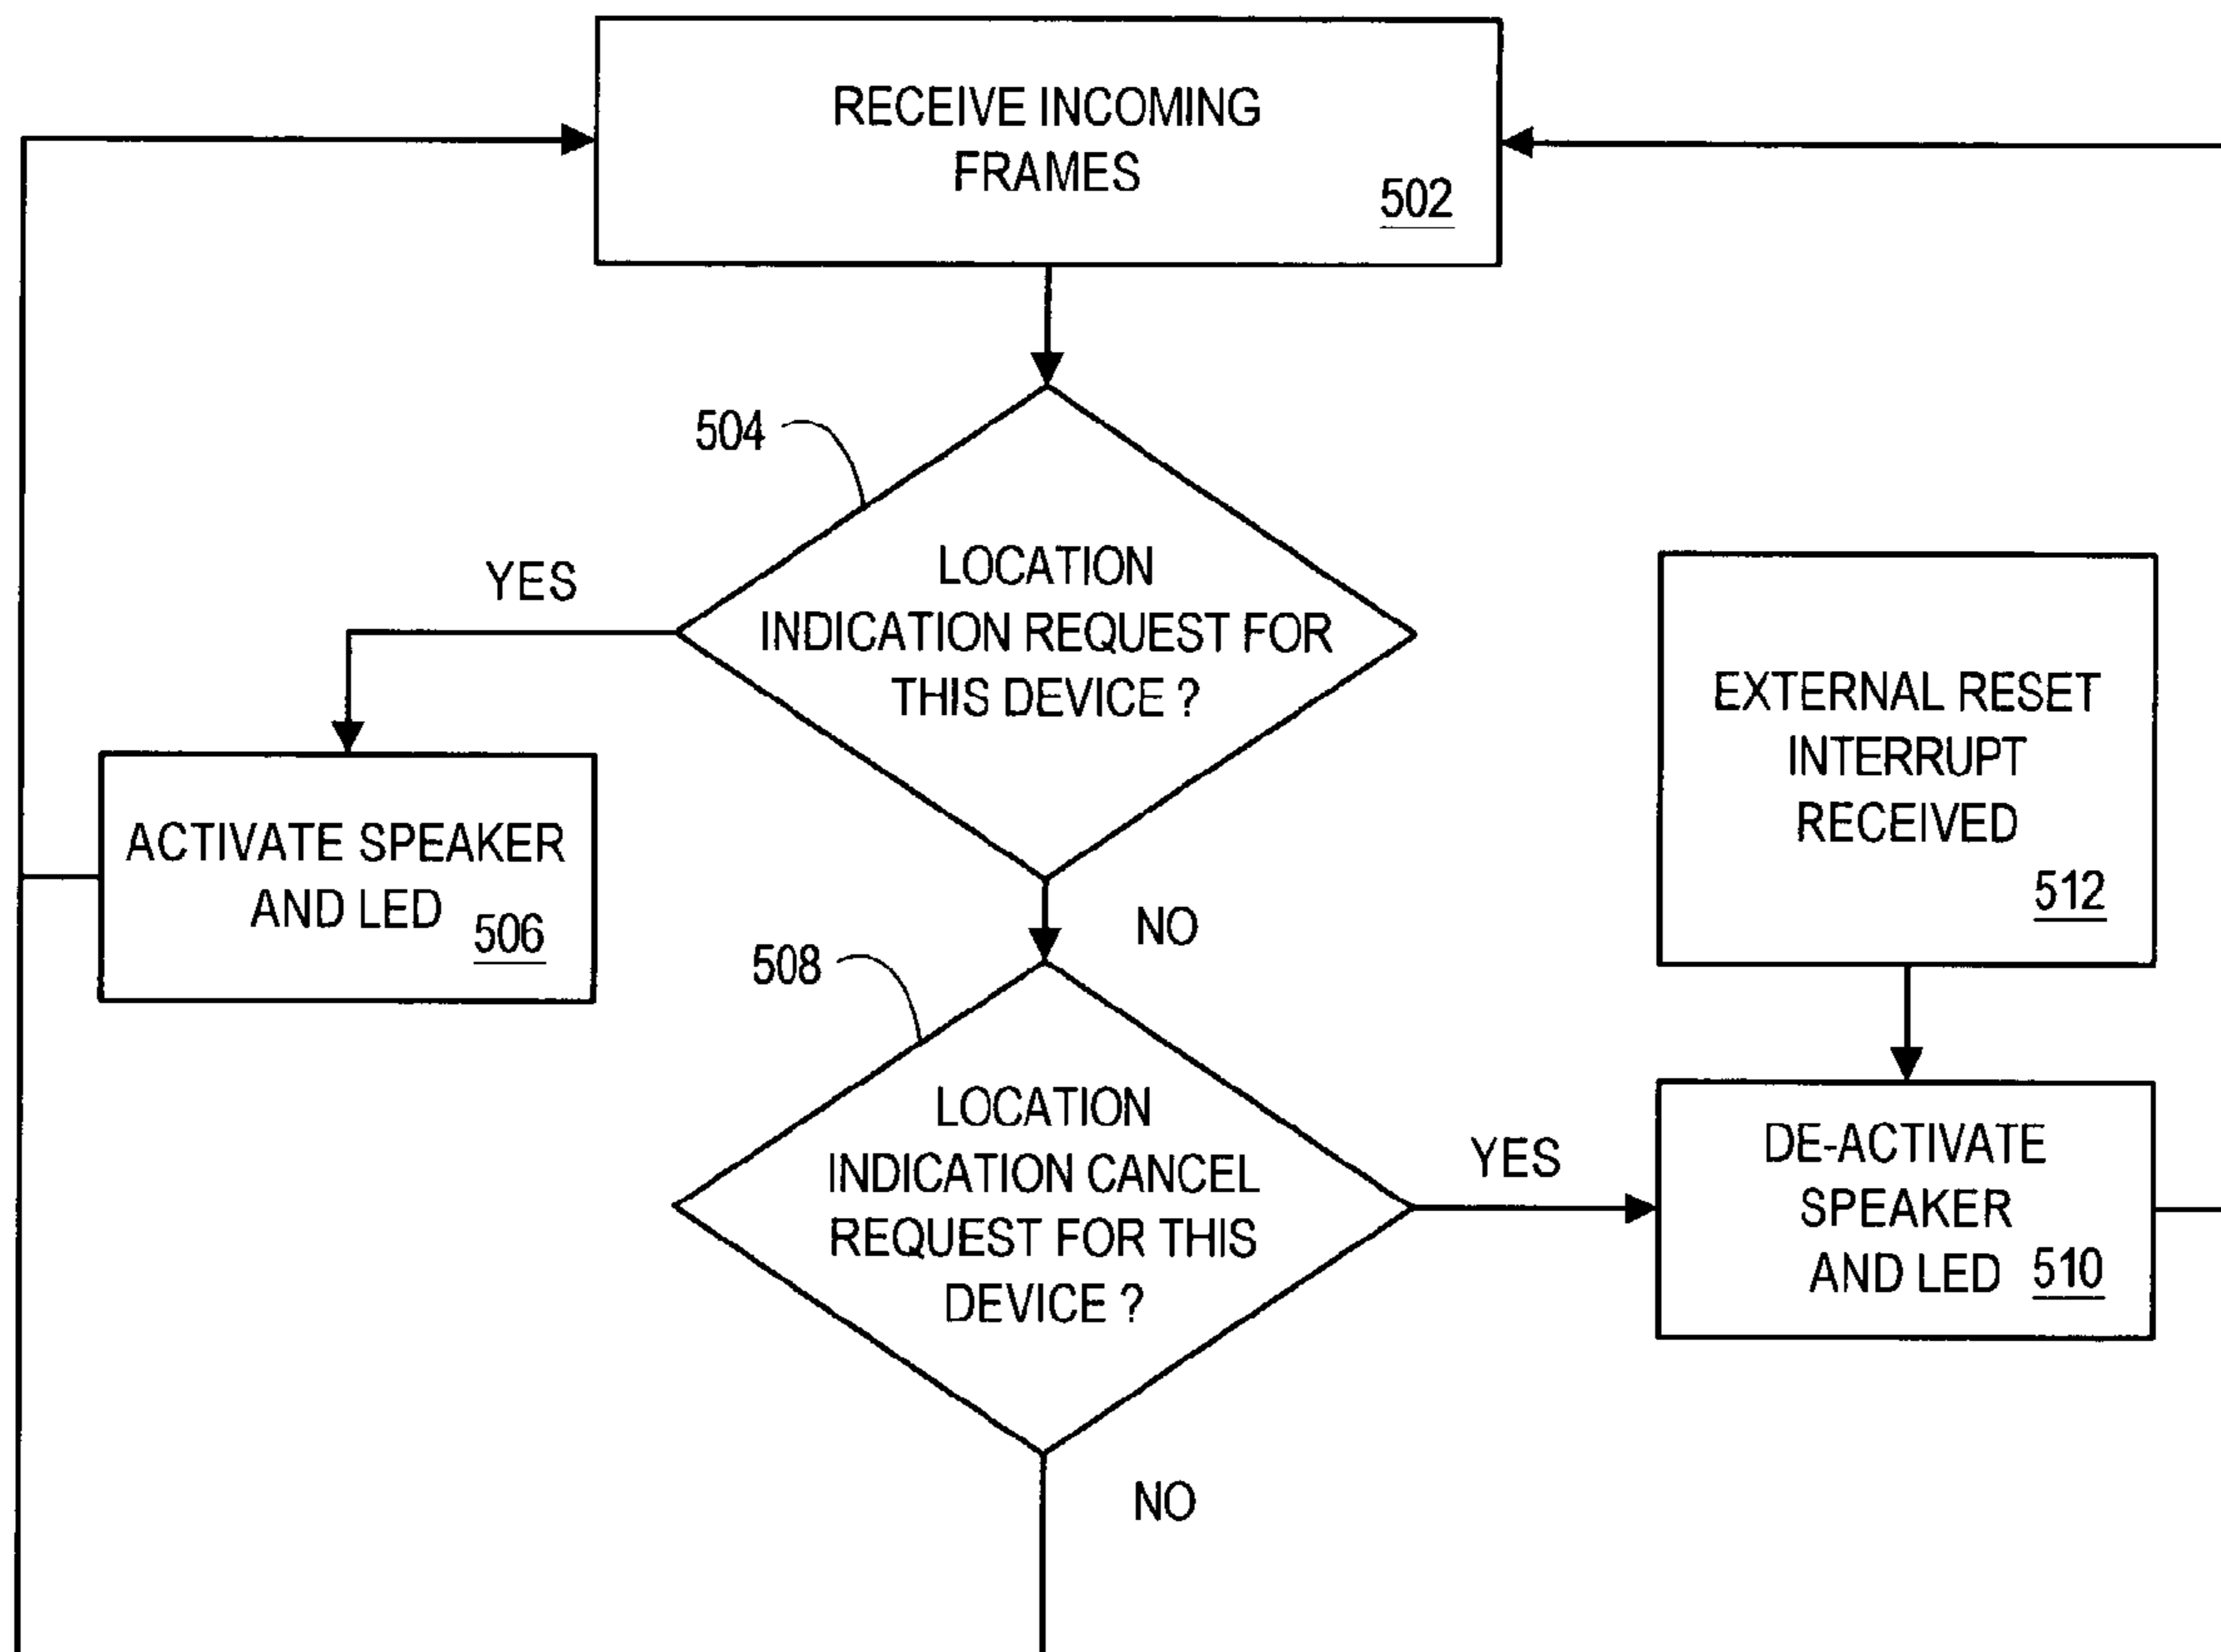 RECEIVE INCOMING
FRAMES
502
504
LOCATION
INDICATION REQUEST FOR
THIS DEVICE ?
YES
NO
ACTIVATE SPEAKER
AND LED
506
EXTERNAL RESET
INTERRUPT
RECEIVED
512
508
LOCATION
INDICATION CANCEL
REQUEST FOR THIS
DEVICE ?
YES
NO
DE-ACTIVATE
SPEAKER
AND LED 510